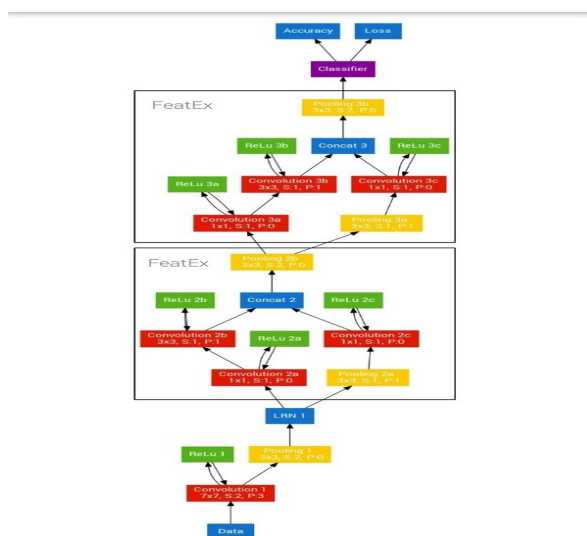 Accuracy
Loss
Classifier
FeatEx
Pooling 3b
3x3, S:2, P:0
ReLu 3b
Concat 3
ReLu 3c
ReLu 3a
Convolution 3b
3x3, S:1, P:1
Convolution 3c
1x1, S:1, P:0
Convolution 3a
1x1, S:1, P:0
Pooling 3a
3x3, S:1, P:1
FeatEx
Pooling 2b
3x3, S:2, P:0
ReLu 2b
Concat 2
ReLu 2c
Convolution 2b
3x3, S:1, P:1
ReLu 2a
Convolution 2c
1x1, S:1, P:0
Convolution 2a
1x1, S:1, P:0
Pooling 2a
3x3, S:1, P:1
LRN 1
ReLu 1
Pooling 1
3x3, S:2, P:0
Convolution 1
7x7, S:2, P:3
Data